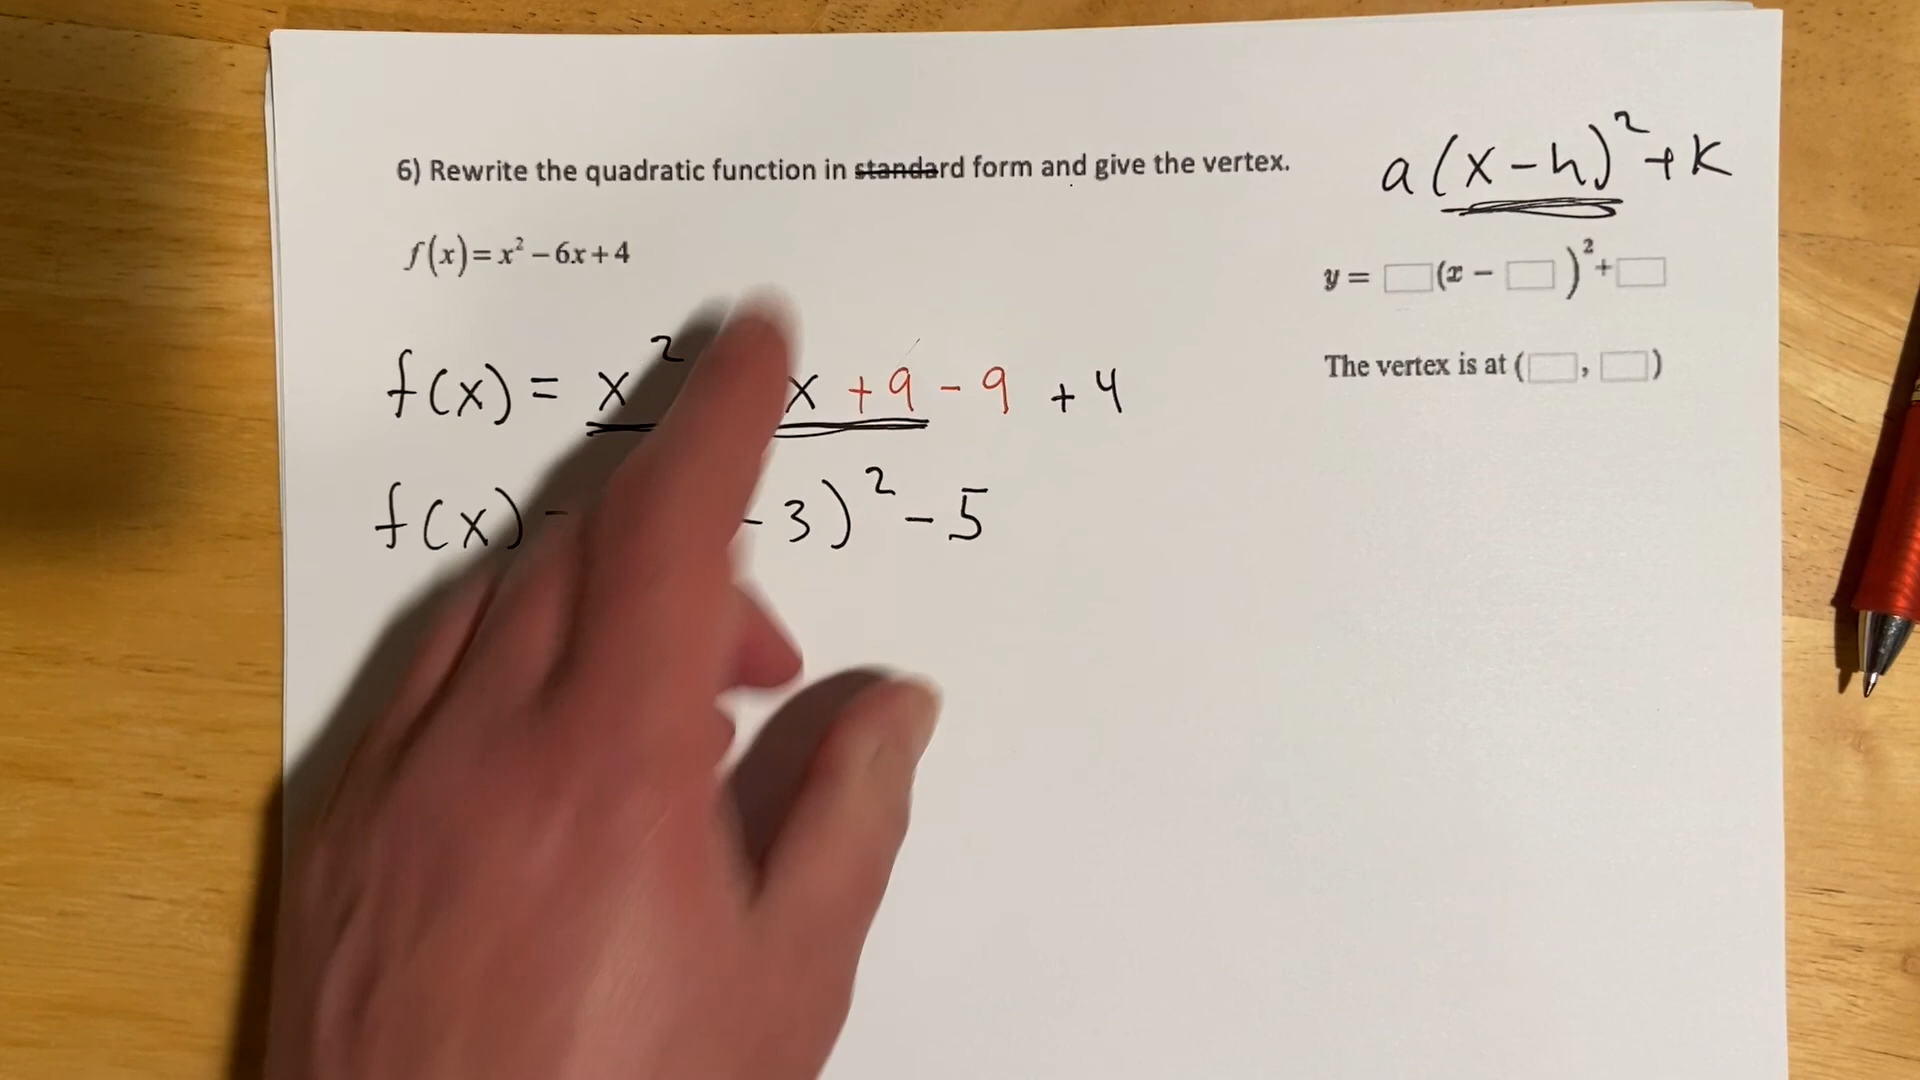 6) Rewrite the quadratic function in standard form and give the vertex.
a(x-h)²+k
f(x)=x²-6x+4
y = (x - )²+
f(x) = x² x +9 -9 +4
The vertex is at ( , )
f(x) - 3)² -5